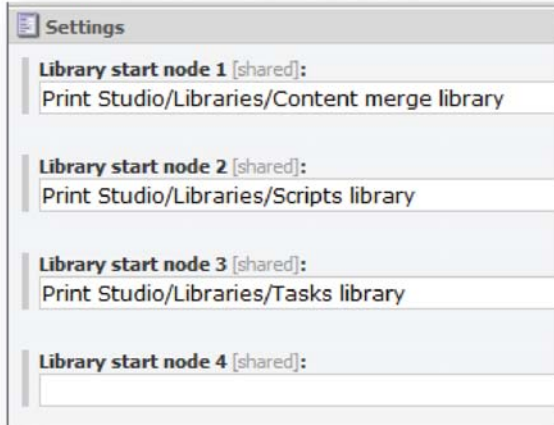 Settings
Library start node 1 [shared]:
Print Studio/Libraries/Content merge library
Library start node 2 [shared]:
Print Studio/Libraries/Scripts library
Library start node 3 [shared]:
Print Studio/Libraries/Tasks library
Library start node 4 [shared]: